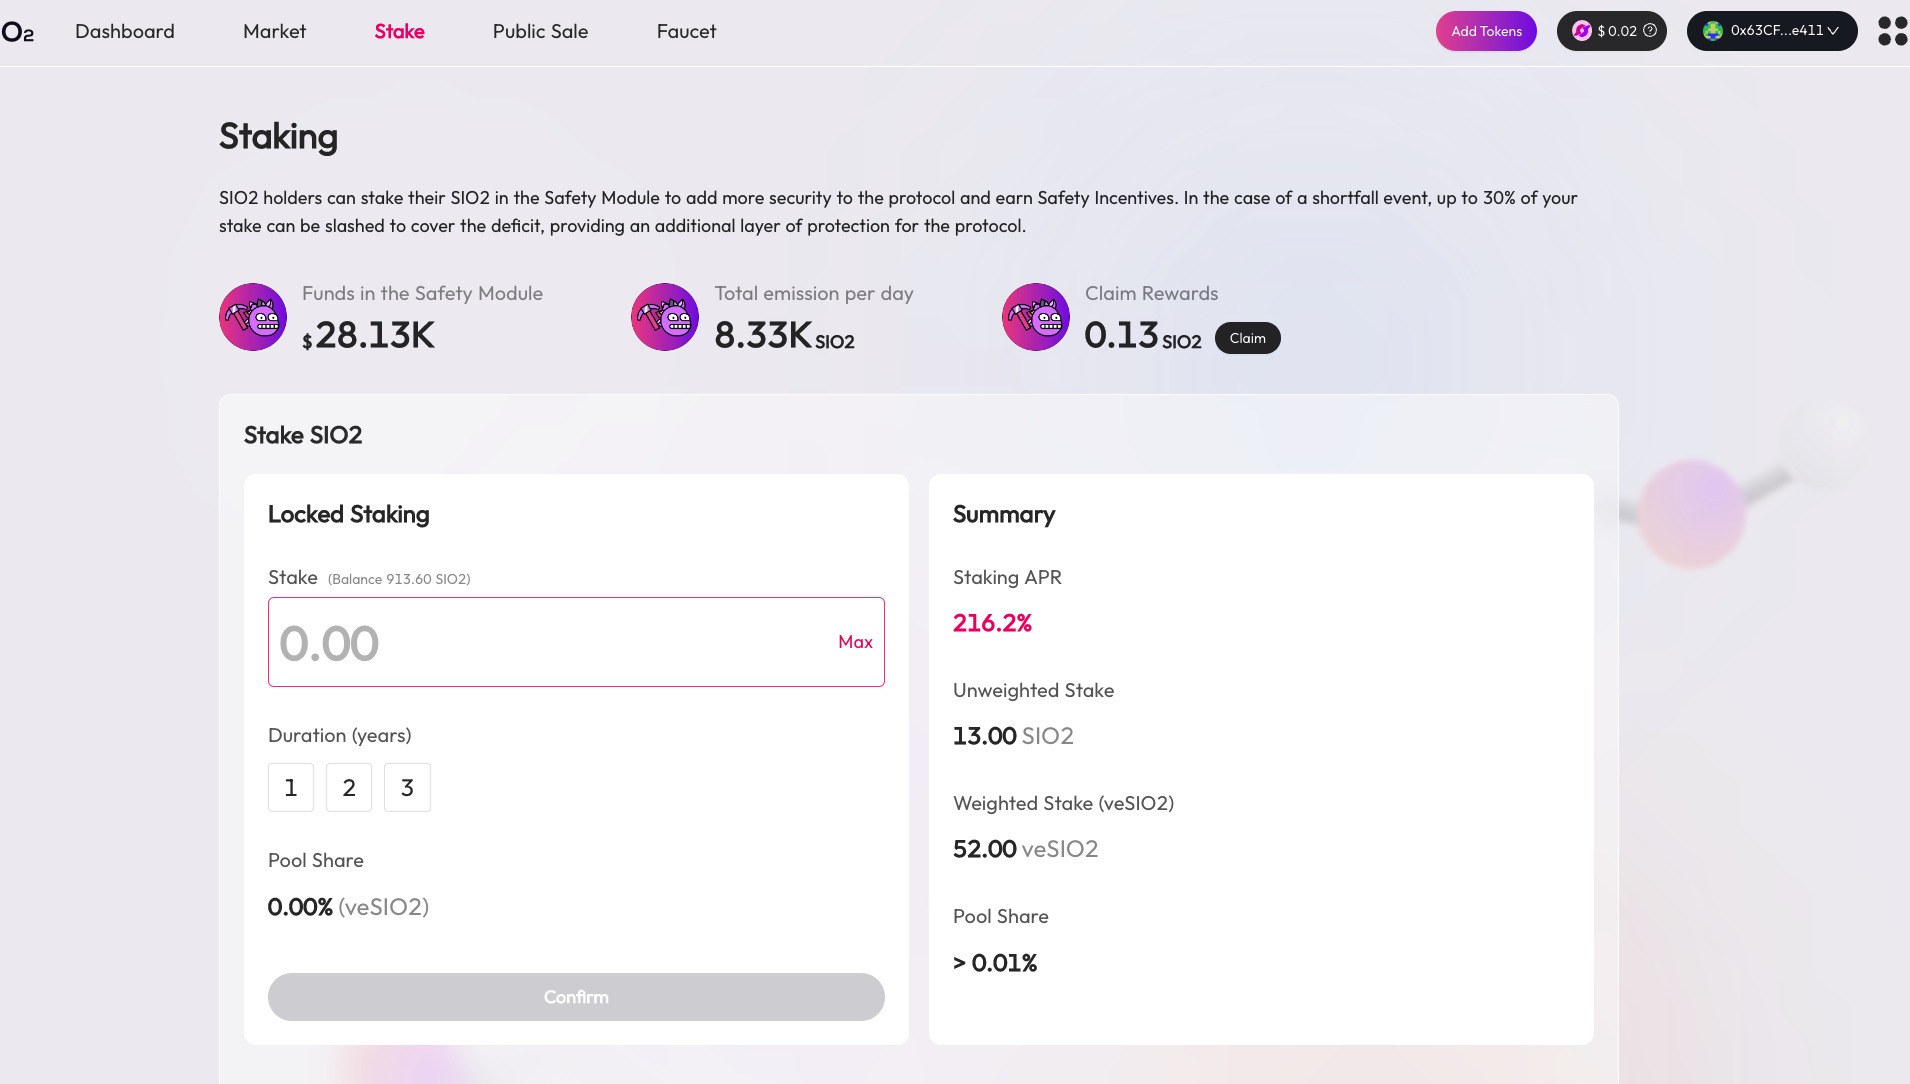 O2
Dashboard
Market
Stake
Public Sale
Faucet
Add Tokens
$ 0.02
0x63CF...e411
Staking
SIO2 holders can stake their SIO2 in the Safety Module to add more security to the protocol and earn Safety Incentives. In the case of a shortfall event, up to 30% of your
stake can be slashed to cover the deficit, providing an additional layer of protection for the protocol.
Funds in the Safety Module
$ 28.13K
Total emission per day
8.33K SIO2
Claim Rewards
0.13 SIO2
Claim
Stake SIO2
Locked Staking
Stake (Balance 913.60 SIO2)
0.00
Max
Duration (years)
1 2 3
Pool Share
0.00% (veSIO2)
Confirm
Summary
Staking APR
216.2%
Unweighted Stake
13.00 SIO2
Weighted Stake (veSIO2)
52.00 veSIO2
Pool Share
> 0.01%